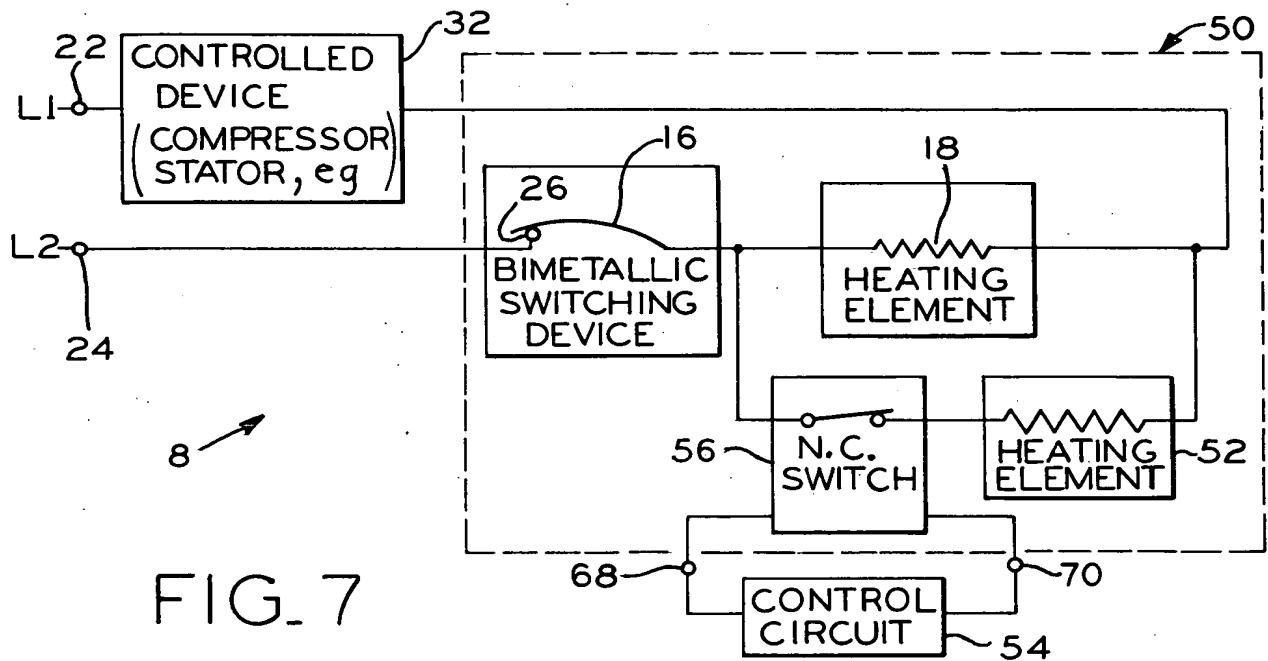 50
32
22
L1
CONTROLLED
DEVICE
(COMPRESSOR
STATOR, eg)
16
18
26
L2
BIMETALLIC
SWITCHING
DEVICE
HEATING
ELEMENT
24
8
56
N.C.
SWITCH
HEATING
ELEMENT
52
68
70
CONTROL
CIRCUIT
54
FIG_7